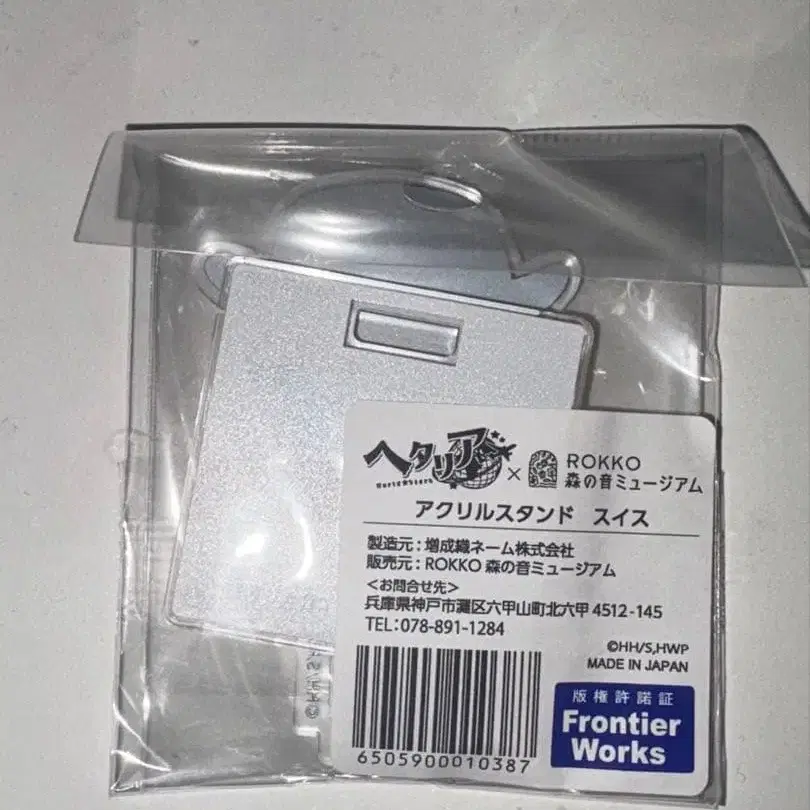 ヘタリア
World★Stars
×
ROKKO
森の音ミュージアム
アクリルスタンド スイス
製造元：増成織ネーム株式会社
販売元：ROKKO 森の音ミュージアム
＜お問合せ先＞
兵庫県神戸市灘区六甲山町北六甲 4512-145
TEL:078-891-1284
©HH/S,HWP
MADE IN JAPAN
6505900010387
版権許諾証
Frontier
Works